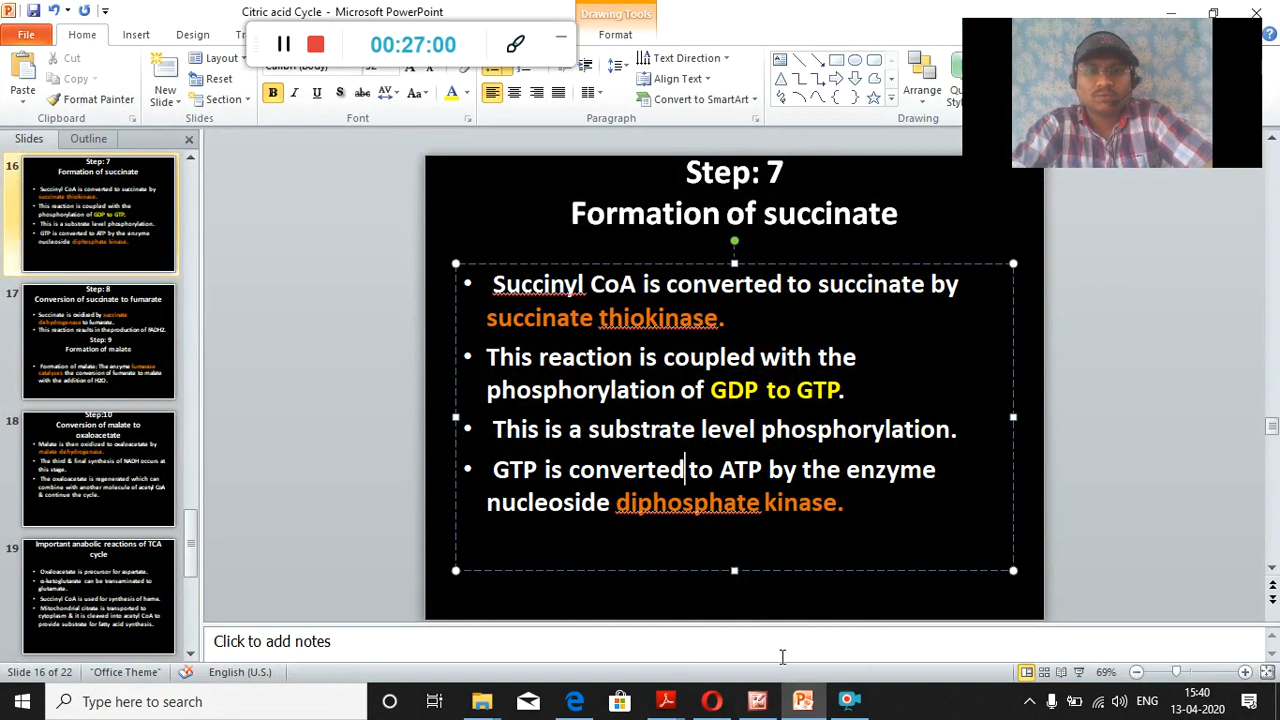 Citric acid Cycle - Microsoft PowerPoint
Drawing Tools
File
Home
Insert
Design
Format
00:27:00
Paste
Cut
Copy
Format Painter
Clipboard
New
Slide
Layout
Reset
Section
Slides
B I U S abc AV Aa A
Font
Text Direction
Align Text
Convert to SmartArt
Paragraph
Arrange
Drawing
Slides
Outline
16
Step: 7
Formation of succinate
• Succinyl CoA is converted to succinate by
succinate thiokinase.
• This reaction is coupled with the
phosphorylation of GDP to GTP.
• This is a substrate level phosphorylation.
• GTP is converted to ATP by the enzyme
nucleoside diphosphate kinase.
17
Step: 8
Conversion of succinate to fumarate
• Succinate is oxidized by succinate
dehydrogenase to fumarate.
• This reaction results in the production of FADH2.
Step: 9
Formation of malate
• Formation of malate: The enzyme fumerase
catalyses the conversion of fumarate to malate
with the addition of H2O.
18
Step:10
Conversion of malate to
oxaloacetate
• Malate is then oxidized to oxaloacetate by
malate dehydrogenase.
• The third & final synthesis of NADH occurs at
this stage.
• The oxaloacetate is regenerated which can
combine with another molecule of acetyl CoA
& continue the cycle.
19
Important anabolic reactions of TCA
cycle
• Oxaloacetate is precursor for aspartate.
• α-ketoglutarate can be transaminated to
glutamate.
• Succinyl CoA is used for synthesis of heme.
• Mitochondrial citrate is transported to
cytoplasm & it is cleaved into acetyl CoA to
provide substrate for fatty acid synthesis.
Step: 7
Formation of succinate
• Succinyl CoA is converted to succinate by
succinate thiokinase.
• This reaction is coupled with the
phosphorylation of GDP to GTP.
• This is a substrate level phosphorylation.
• GTP is converted to ATP by the enzyme
nucleoside diphosphate kinase.
Click to add notes
Slide 16 of 22
"Office Theme"
English (U.S.)
69%
Type here to search
ENG
15:40
13-04-2020